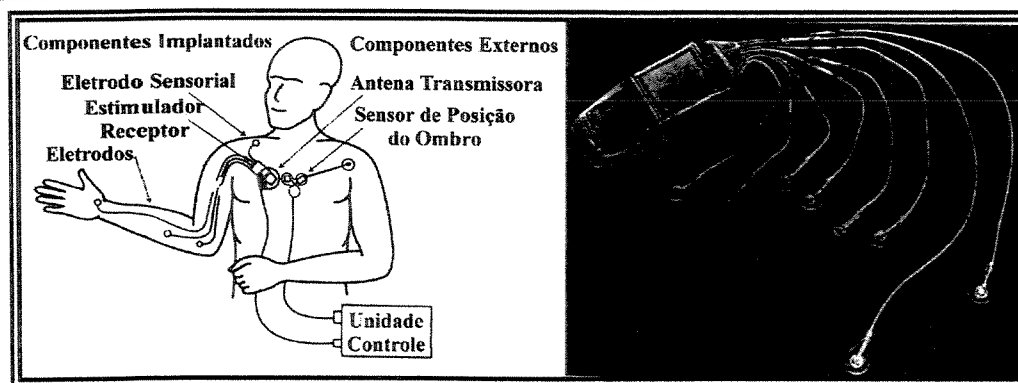 Componentes Implantados
Componentes Externos
Eletrodo Sensorial
Estimulador
Receptor
Eletrodos
Antena Transmissora
Sensor de Posição
do Ombro
Unidade
Controle